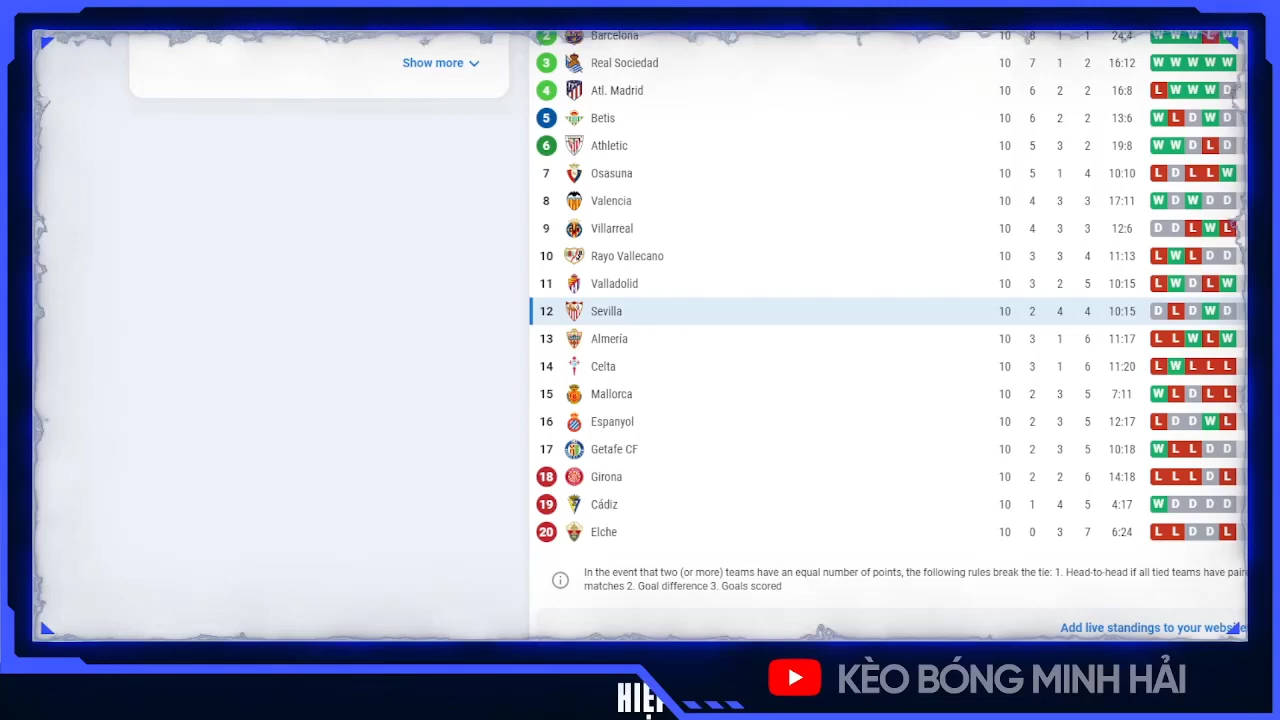 2 Barcelona 10 8 1 1 24:4
Show more
3 Real Sociedad 10 7 1 2 16:12 W W W W W
4 Atl. Madrid 10 6 2 2 16:8 L W W W D
5 Betis 10 6 2 2 13:6 W L D W D
6 Athletic 10 5 3 2 19:8 W W D L D
7 Osasuna 10 5 1 4 10:10 L D L L W
8 Valencia 10 4 3 3 17:11 W D W D D
9 Villarreal 10 4 3 3 12:6 D D L W L
10 Rayo Vallecano 10 3 3 4 11:13 L W L D D
11 Valladolid 10 3 2 5 10:15 L W D L W
12 Sevilla 10 2 4 4 10:15 D L D W D
13 Almería 10 3 1 6 11:17 L L W L W
14 Celta 10 3 1 6 11:20 L W L L L
15 Mallorca 10 2 3 5 7:11 W L D L L
16 Espanyol 10 2 3 5 12:17 L D D W L
17 Getafe CF 10 2 3 5 10:18 W L L D D
18 Girona 10 2 2 6 14:18 L L L D L
19 Cádiz 10 1 4 5 4:17 W D D D D
20 Elche 10 0 3 7 6:24 L L D D L
In the event that two (or more) teams have an equal number of points, the following rules break the tie: 1. Head-to-head if all tied teams have paire
matches 2. Goal difference 3. Goals scored
Add live standings to your website
KÈO BÓNG MINH HẢI